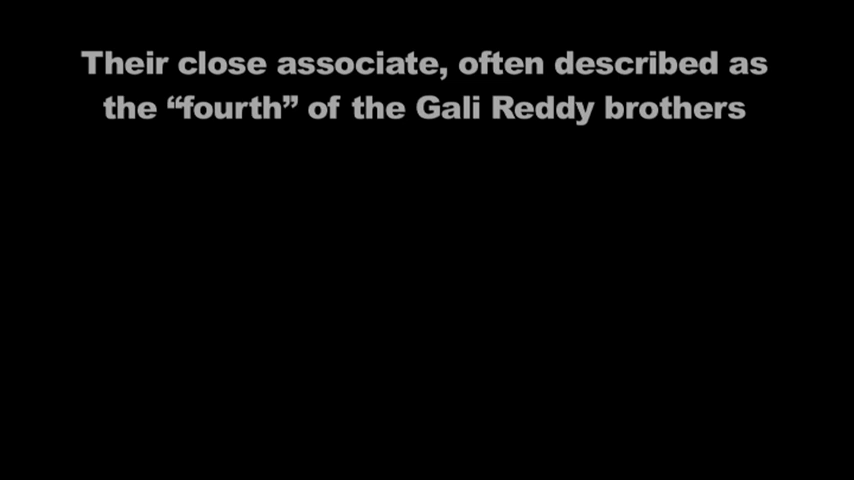 Their close associate, often described as
the “fourth” of the Gali Reddy brothers